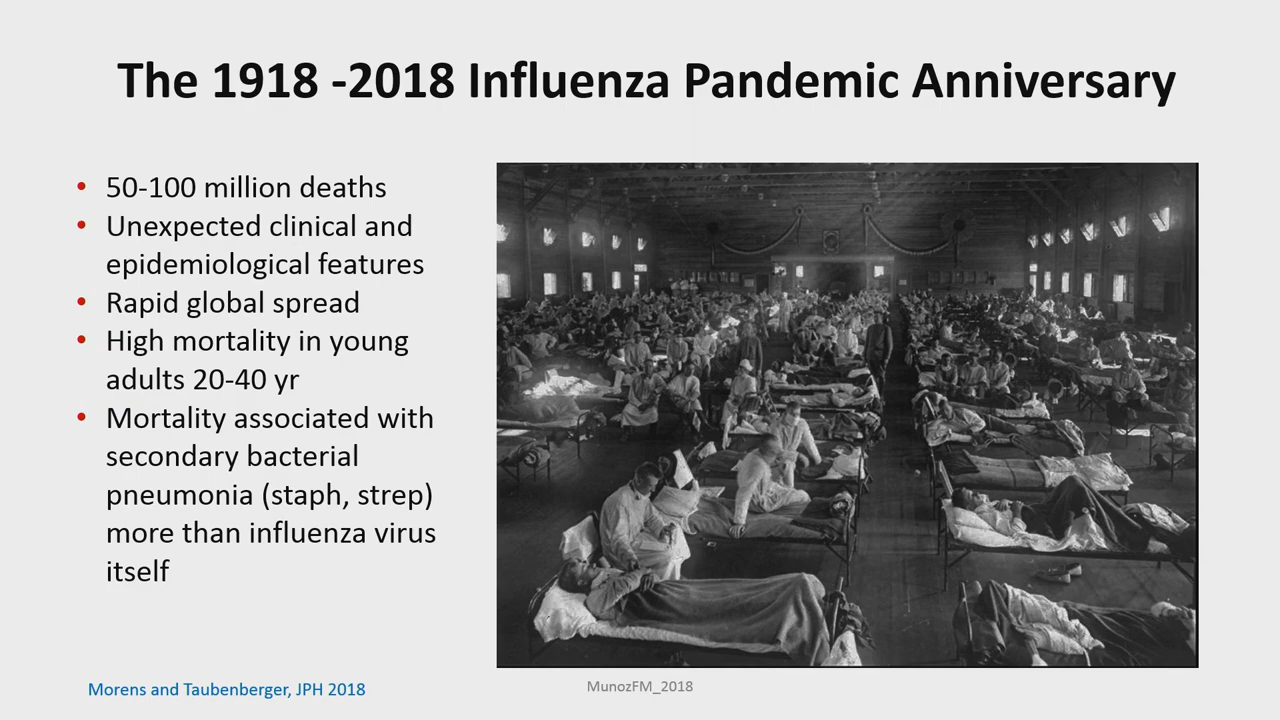 The 1918 -2018 Influenza Pandemic Anniversary
• 50-100 million deaths
• Unexpected clinical and
epidemiological features
• Rapid global spread
• High mortality in young
adults 20-40 yr
• Mortality associated with
secondary bacterial
pneumonia (staph, strep)
more than influenza virus
itself
Morens and Taubenberger, JPH 2018
MunozFM_2018